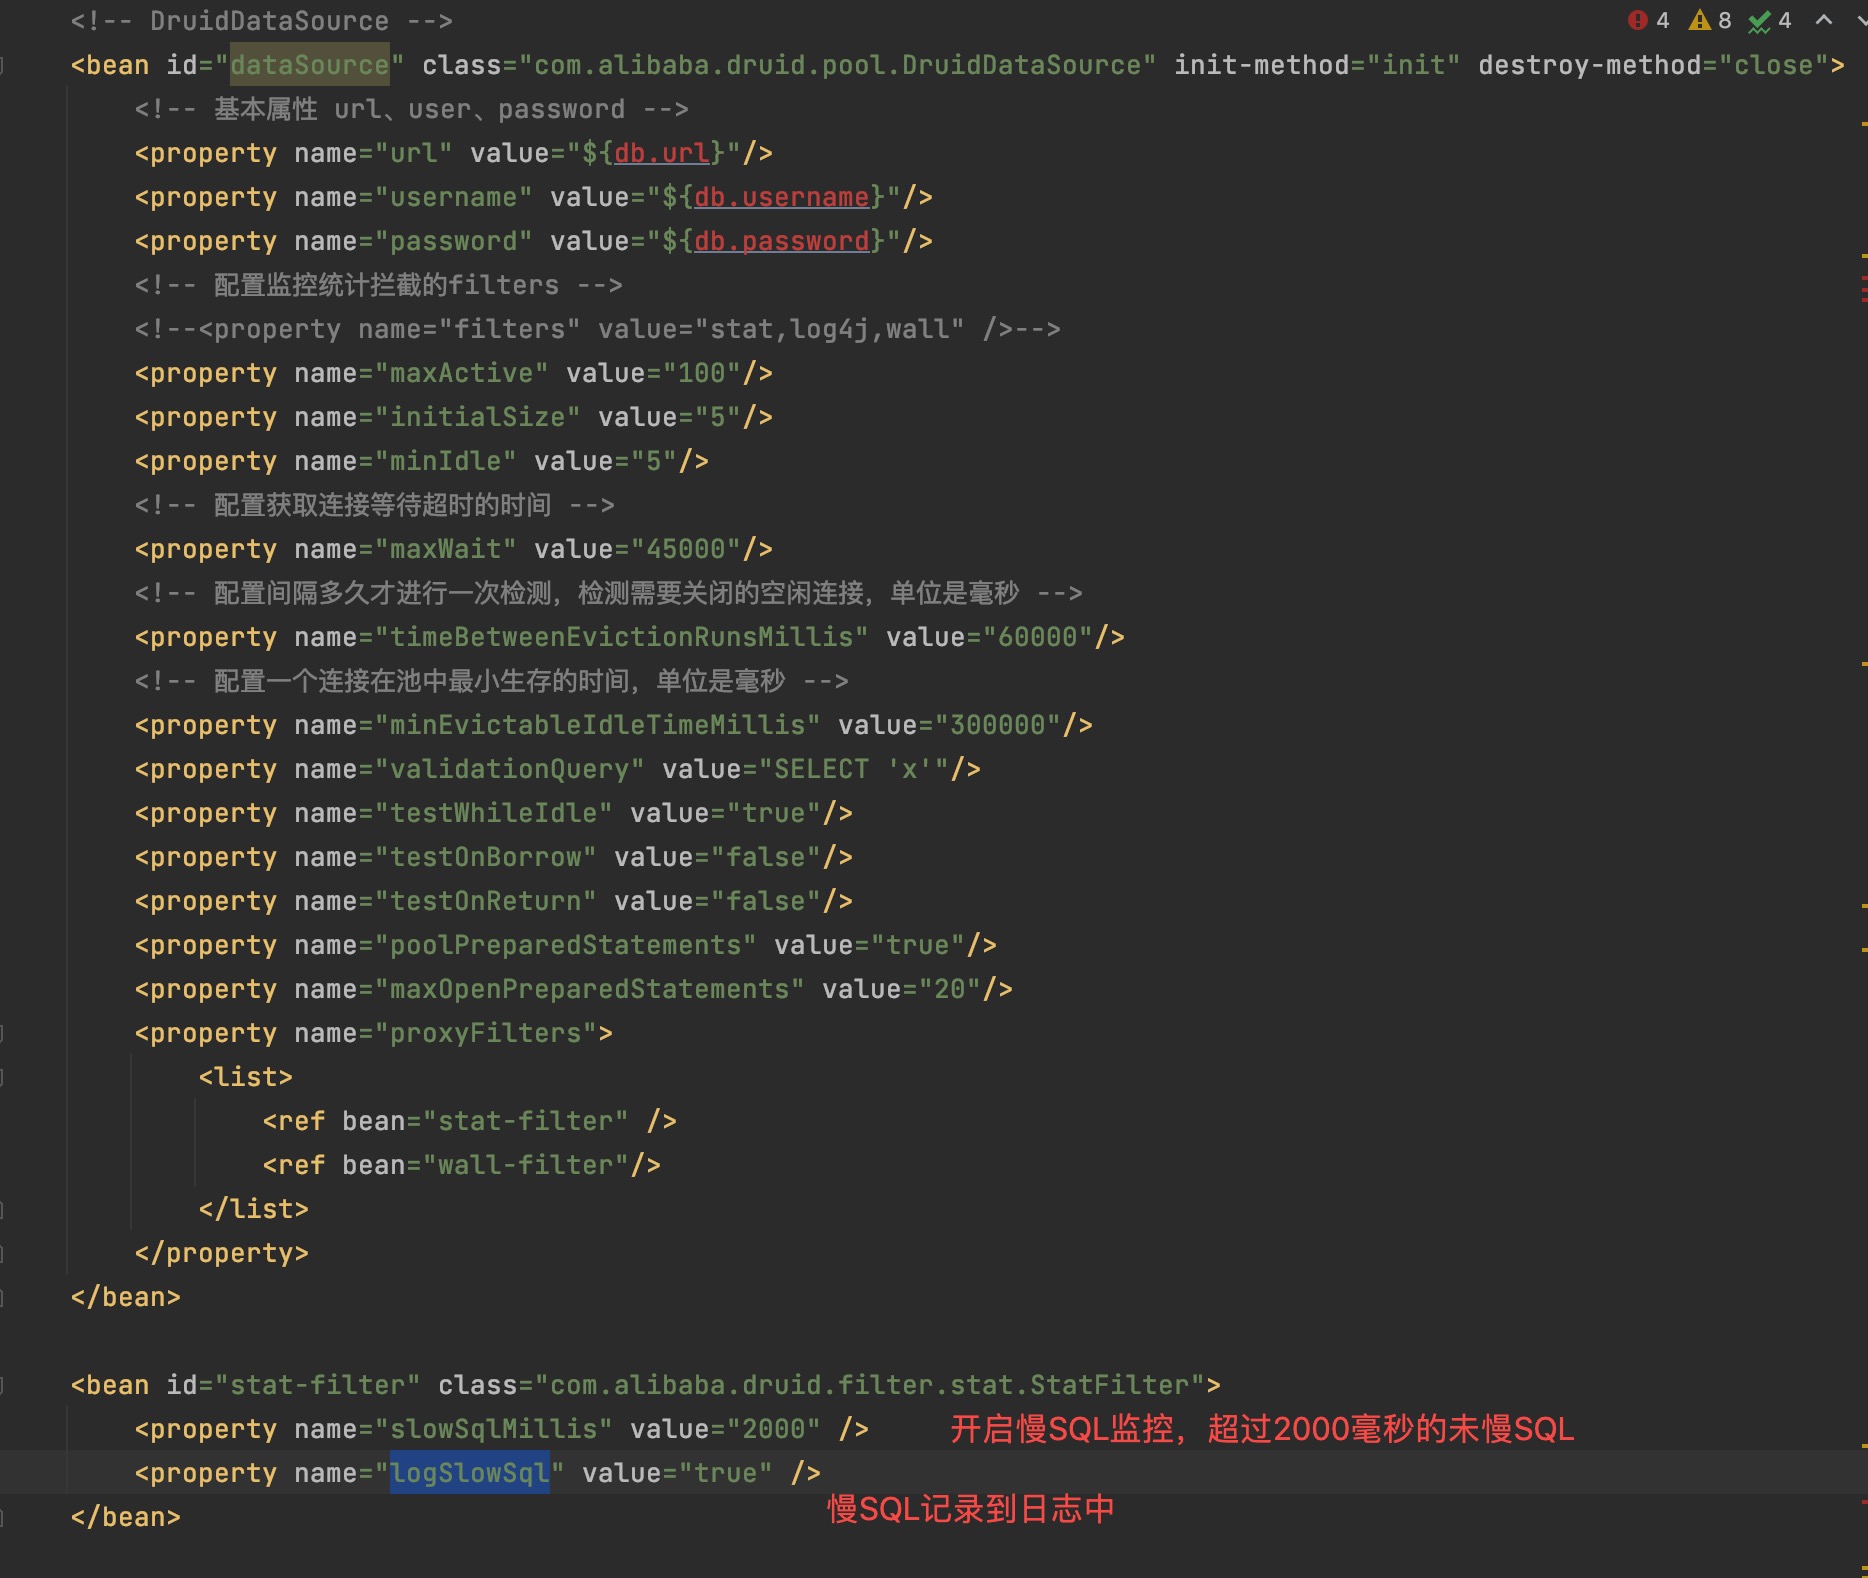 <!-- DruidDataSource -->
4 8 4
<bean id="dataSource" class="com.alibaba.druid.pool.DruidDataSource" init-method="init" destroy-method="close">
<!-- 基本属性 url、user、password -->
<property name="url" value="${db.url}"/>
<property name="username" value="${db.username}"/>
<property name="password" value="${db.password}"/>
<!-- 配置监控统计拦截的filters -->
<!--<property name="filters" value="stat,log4j,wall" />-->
<property name="maxActive" value="100"/>
<property name="initialSize" value="5"/>
<property name="minIdle" value="5"/>
<!-- 配置获取连接等待超时的时间 -->
<property name="maxWait" value="45000"/>
<!-- 配置间隔多久才进行一次检测，检测需要关闭的空闲连接，单位是毫秒 -->
<property name="timeBetweenEvictionRunsMillis" value="60000"/>
<!-- 配置一个连接在池中最小生存的时间，单位是毫秒 -->
<property name="minEvictableIdleTimeMillis" value="300000"/>
<property name="validationQuery" value="SELECT 'x'"/>
<property name="testWhileIdle" value="true"/>
<property name="testOnBorrow" value="false"/>
<property name="testOnReturn" value="false"/>
<property name="poolPreparedStatements" value="true"/>
<property name="maxOpenPreparedStatements" value="20"/>
<property name="proxyFilters">
<list>
<ref bean="stat-filter" />
<ref bean="wall-filter"/>
</list>
</property>
</bean>
<bean id="stat-filter" class="com.alibaba.druid.filter.stat.StatFilter">
<property name="slowSqlMillis" value="2000" /> 开启慢SQL监控，超过2000毫秒的未慢SQL
<property name="logSlowSql" value="true" />
慢SQL记录到日志中
</bean>